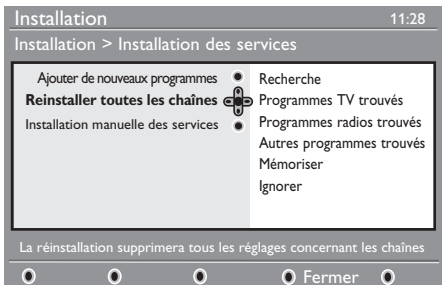 Installation 11:28
Installation > Installation des services
Ajouter de nouveaux programmes
Reinstaller toutes les chaînes
Installation manuelle des services
Recherche
Programmes TV trouvés
Programmes radios trouvés
Autres programmes trouvés
Mémoriser
Ignorer
La réinstallation supprimera tous les réglages concernant les chaînes
Fermer